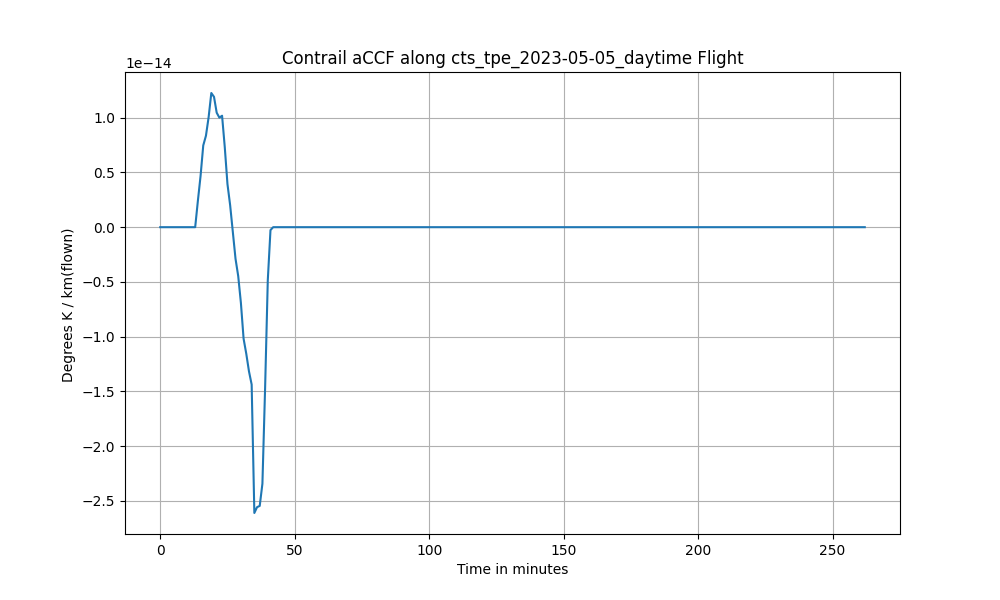 Contrail aCCF along cts_tpe_2023-05-05_daytime Flight
1e−14
1.0
0.5
0.0
−0.5
−1.0
−1.5
−2.0
−2.5
Degrees K / km(flown)
0 50 100 150 200 250
Time in minutes